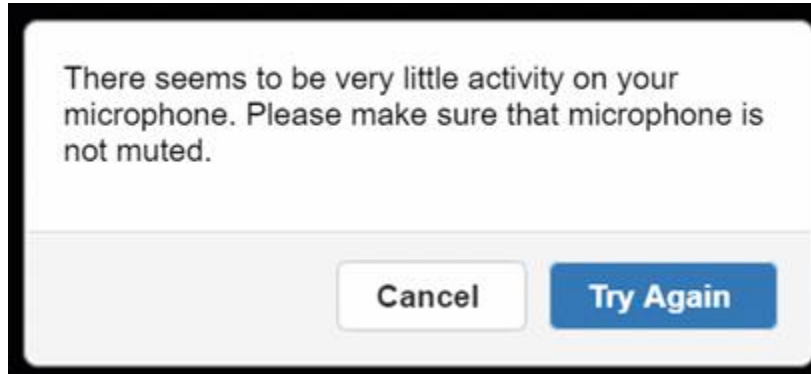 There seems to be very little activity on your
microphone. Please make sure that microphone is
not muted.
Cancel
Try Again